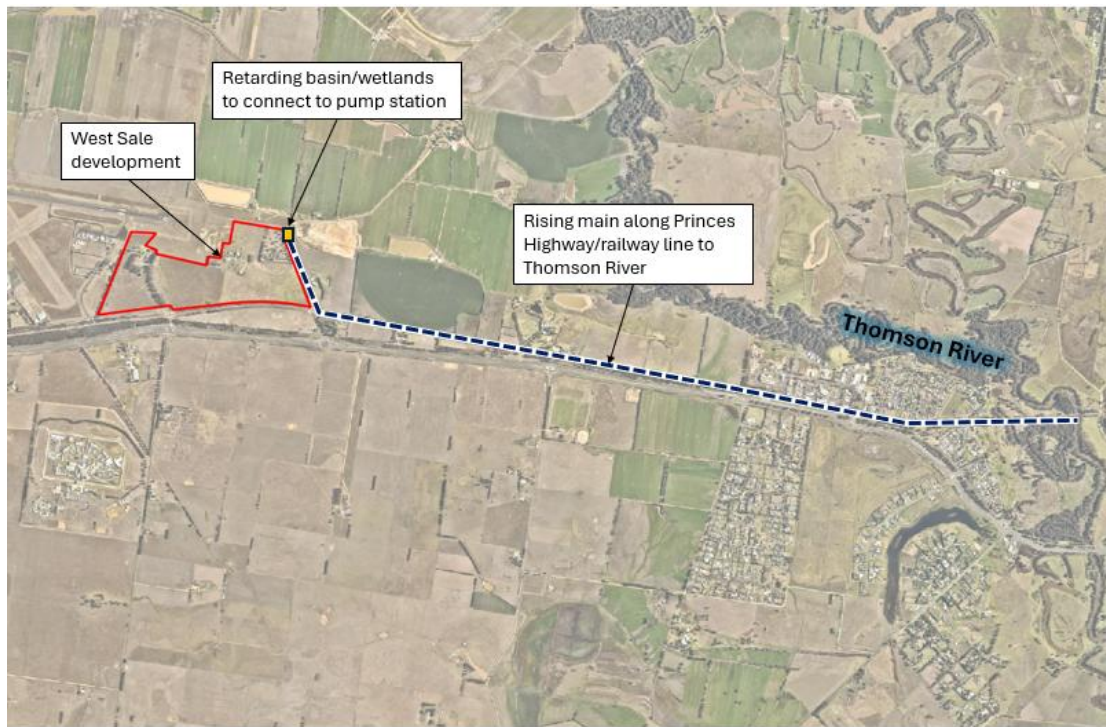 Retarding basin/wetlands
to connect to pump station
West Sale
development
Rising main along Princes
Highway/railway line to
Thomson River
Thomson River